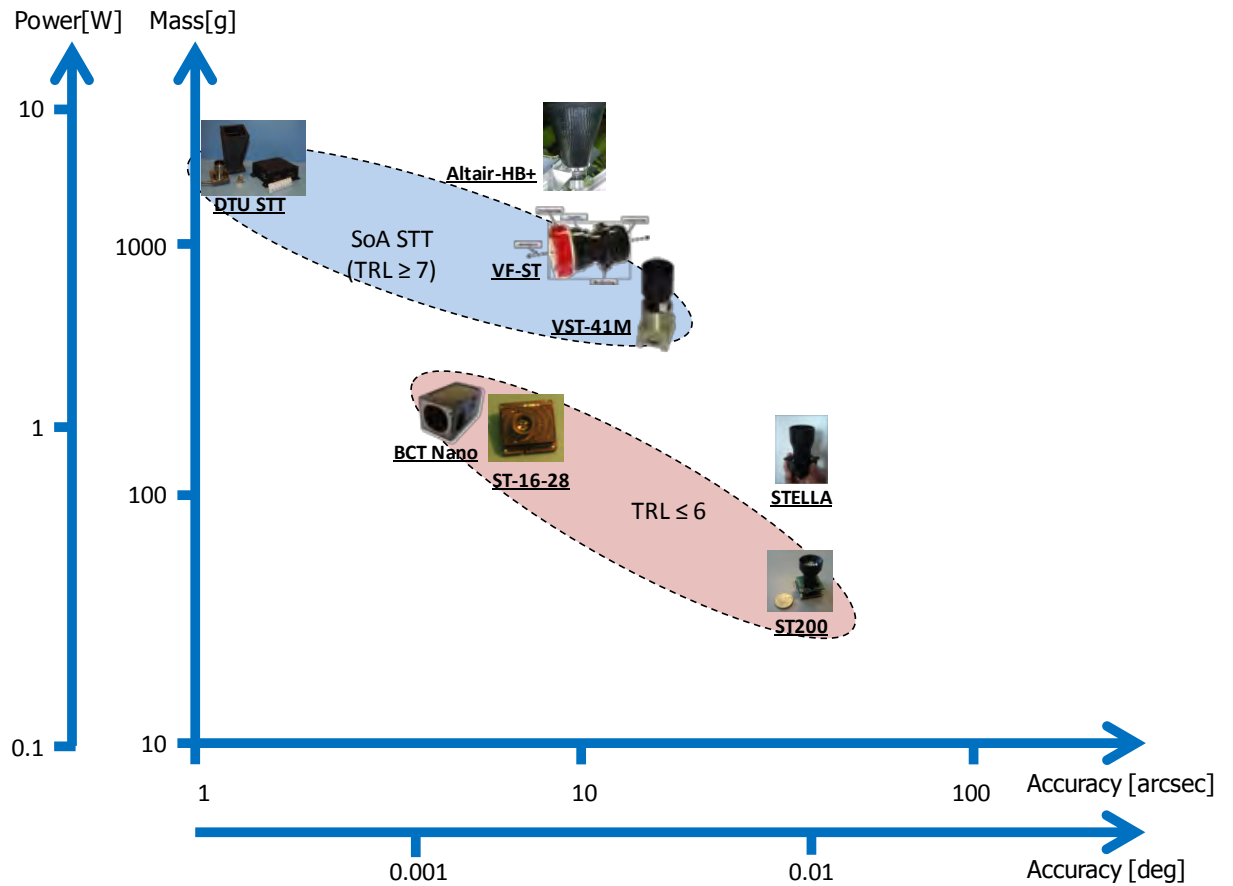 Power[W] Mass[g]
10
Altair-HB+
DTU STT
SoA STT
(TRL ≥ 7)
1000
VF-ST
VST-41M
1
BCT Nano
ST-16-28
100
STELLA
TRL ≤ 6
ST200
0.1
10
1 10 100 Accuracy [arcsec]
0.001 0.01 Accuracy [deg]